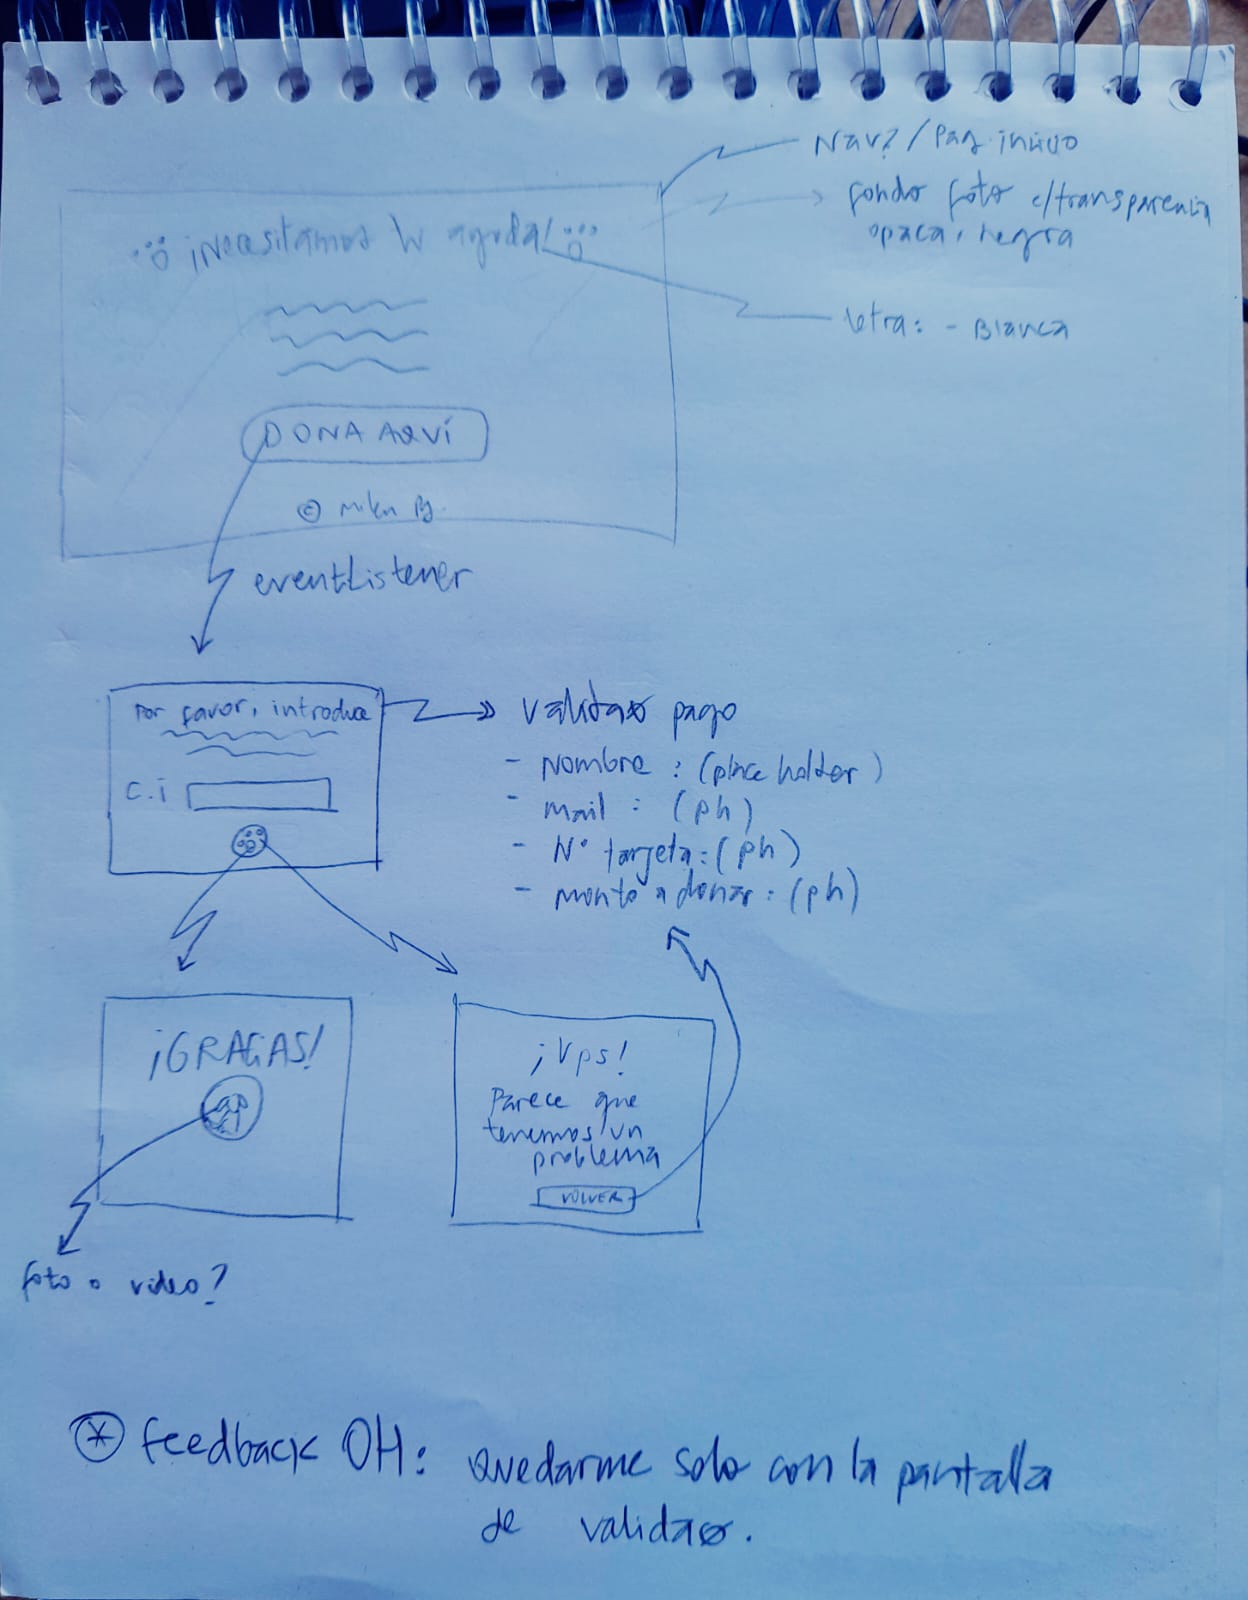 Nav? / Pag. inicio
fondo foto c/transparencia
opaca, negra
¡Necesitamos tu ayuda!
letra: - Blanca
DONA AQUÍ
© Miku Pj.
eventListener
Por favor, introduce
C.i
Validador pago
- Nombre : (place holder)
- mail : (ph)
- N° tarjeta : (ph)
- monto a donar : (ph)
¡GRACIAS!
¡Ups!
Parece que
tenemos un
problema
VOLVER
foto o video?
* feedback OH: quedarme solo con la pantalla
de validador.